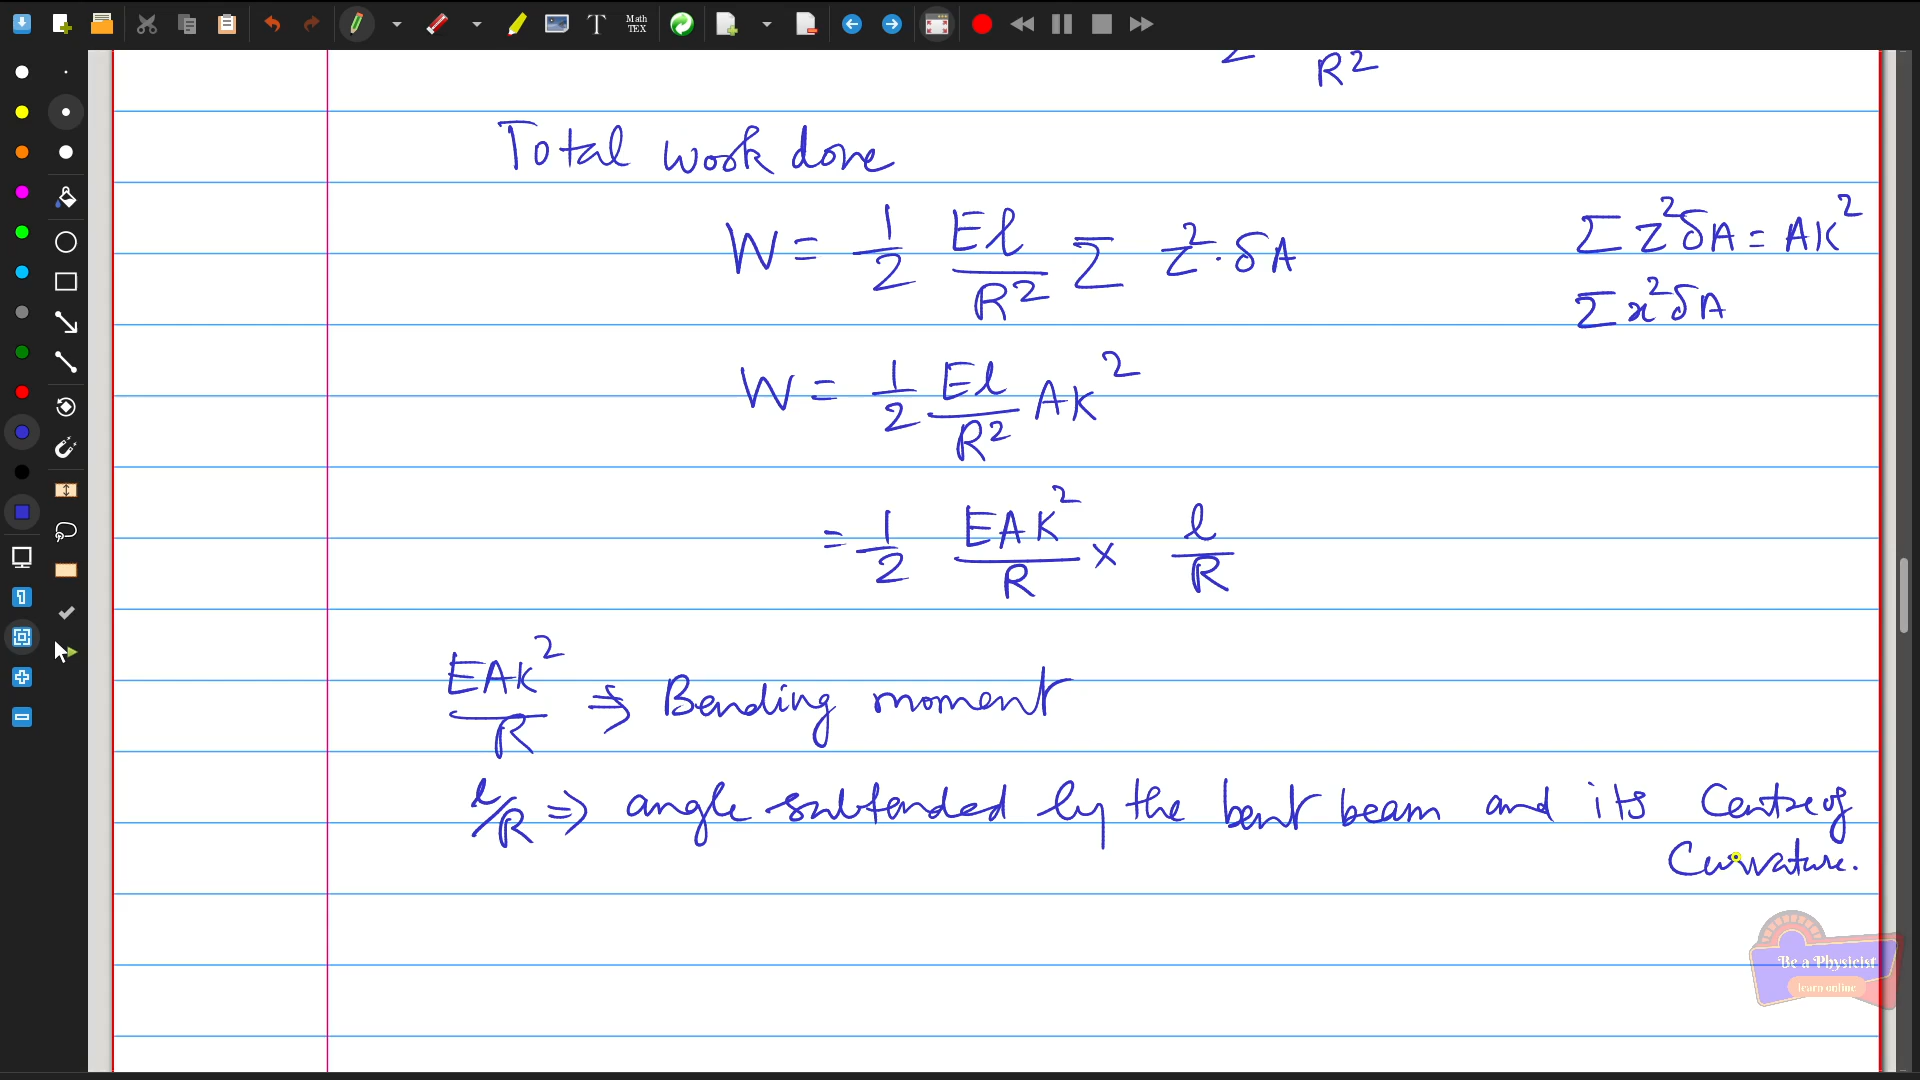 Math
TEX
T
Σ R²
Total work done
W = 1/2 El/R² Σ z²·δA
Σ z²δA = AK²
Σ x²δA
W = 1/2 El/R² AK²
= 1/2 EAK²/R × l/R
EAK²/R ⇒ Bending moment
l/R ⇒ angle subtended by the bent beam and its Centre of
Curvature.
Be a Physicist
learn online